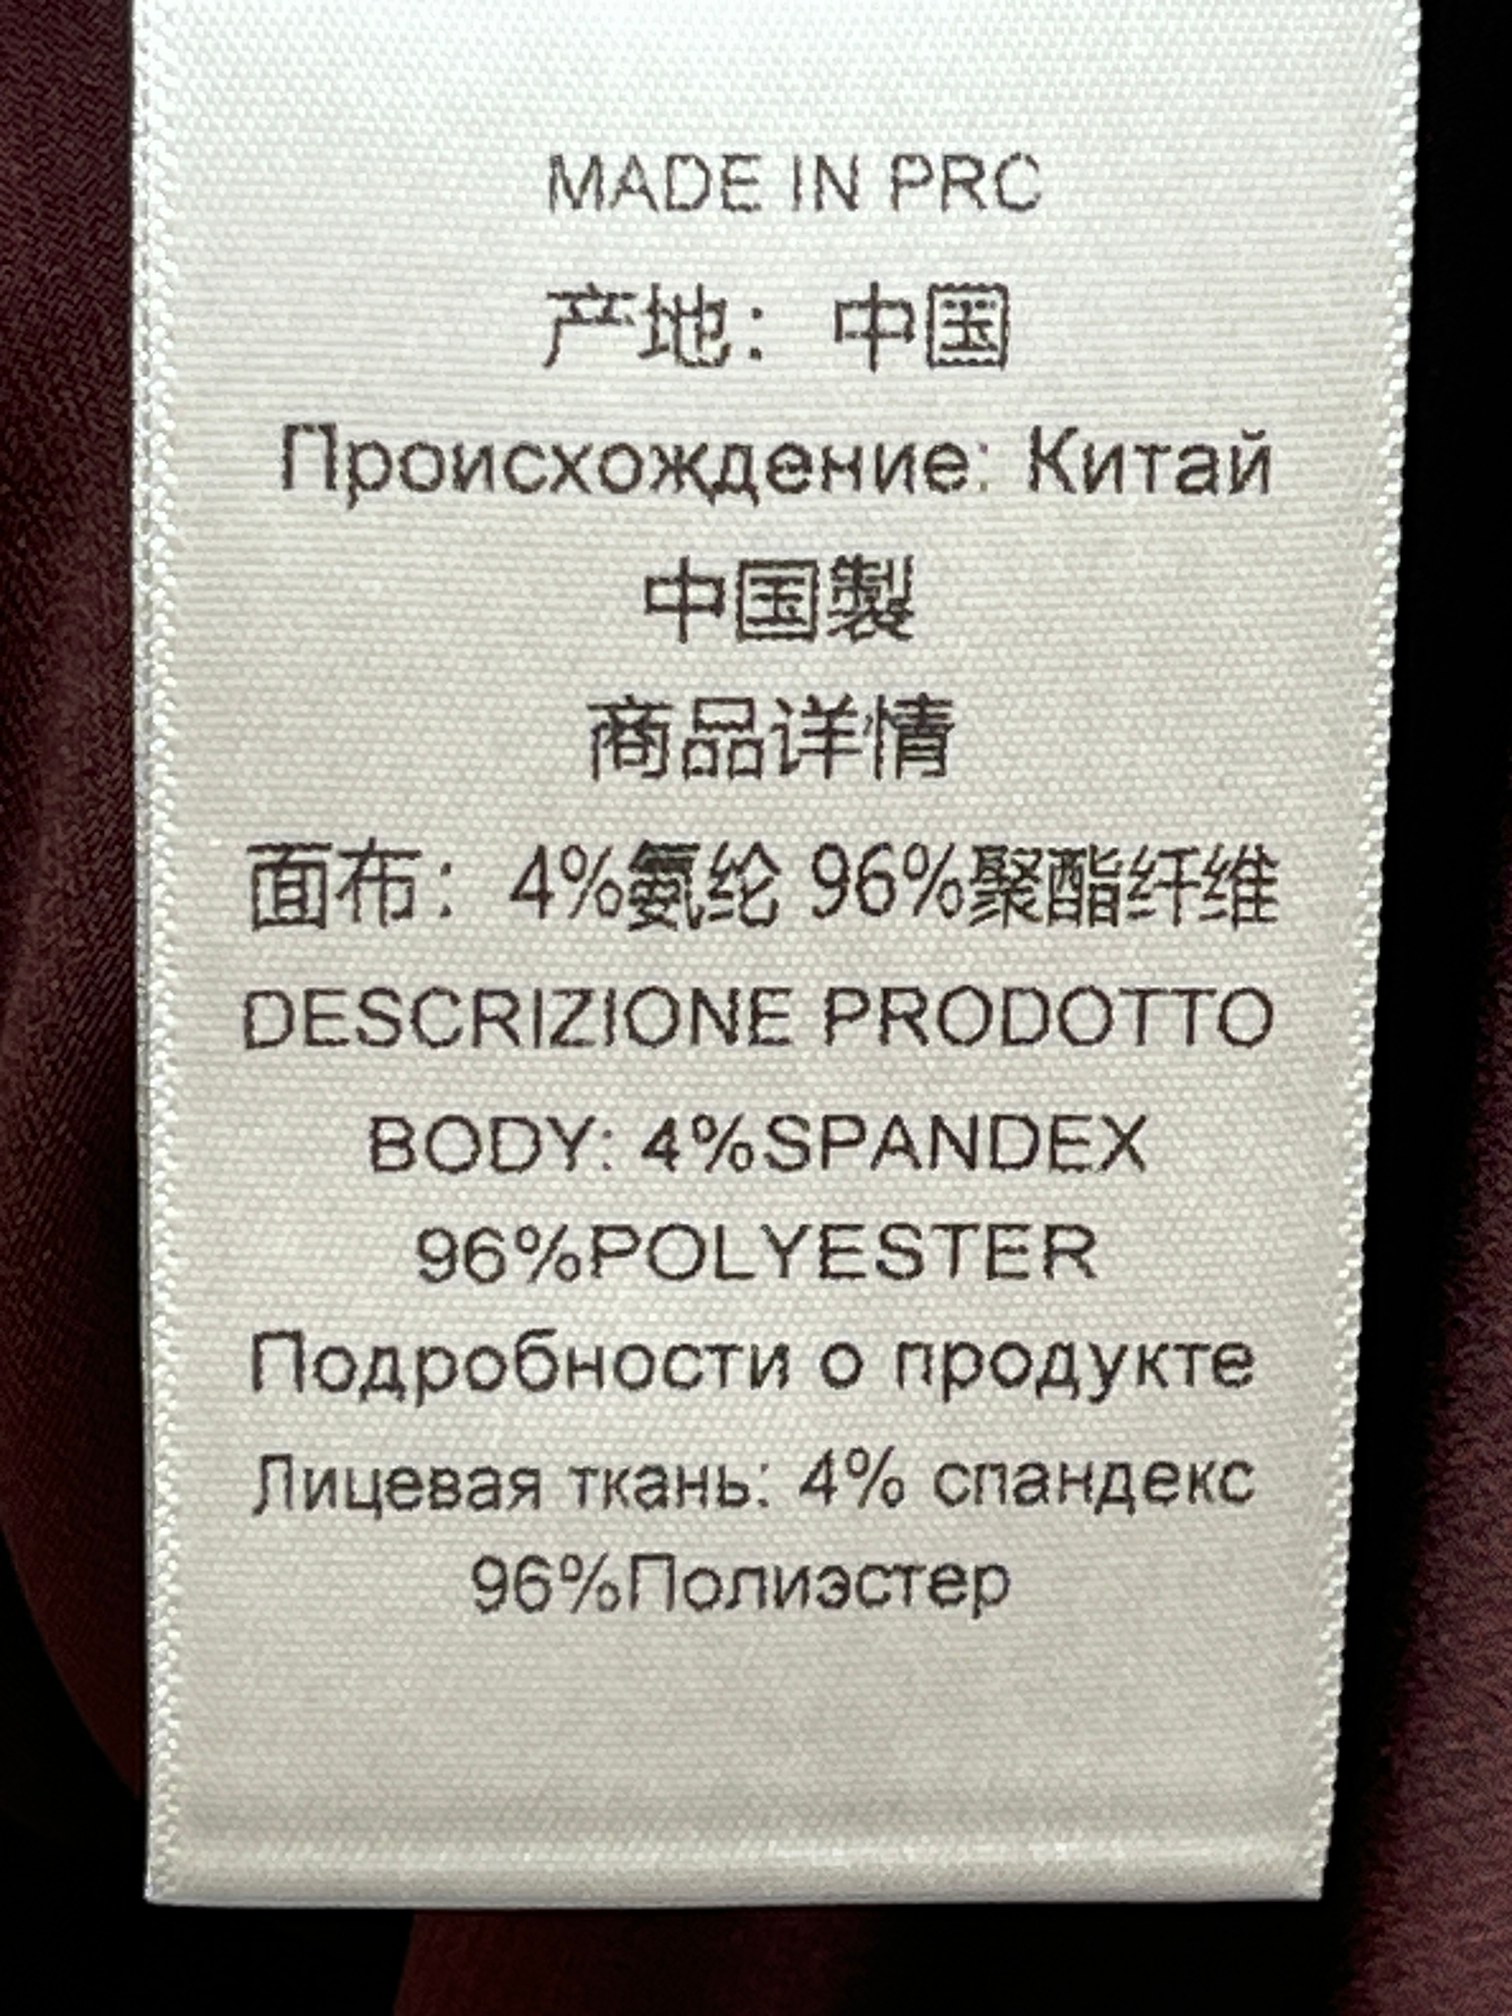 MADE IN PRC
产地：中国
Происхождение: Китай
中国製
商品详情
面布：4%氨纶 96%聚酯纤维
DESCRIZIONE PRODOTTO
BODY: 4%SPANDEX
96%POLYESTER
Подробности о продукте
Лицевая ткань: 4% спандекс
96%Полиэстер